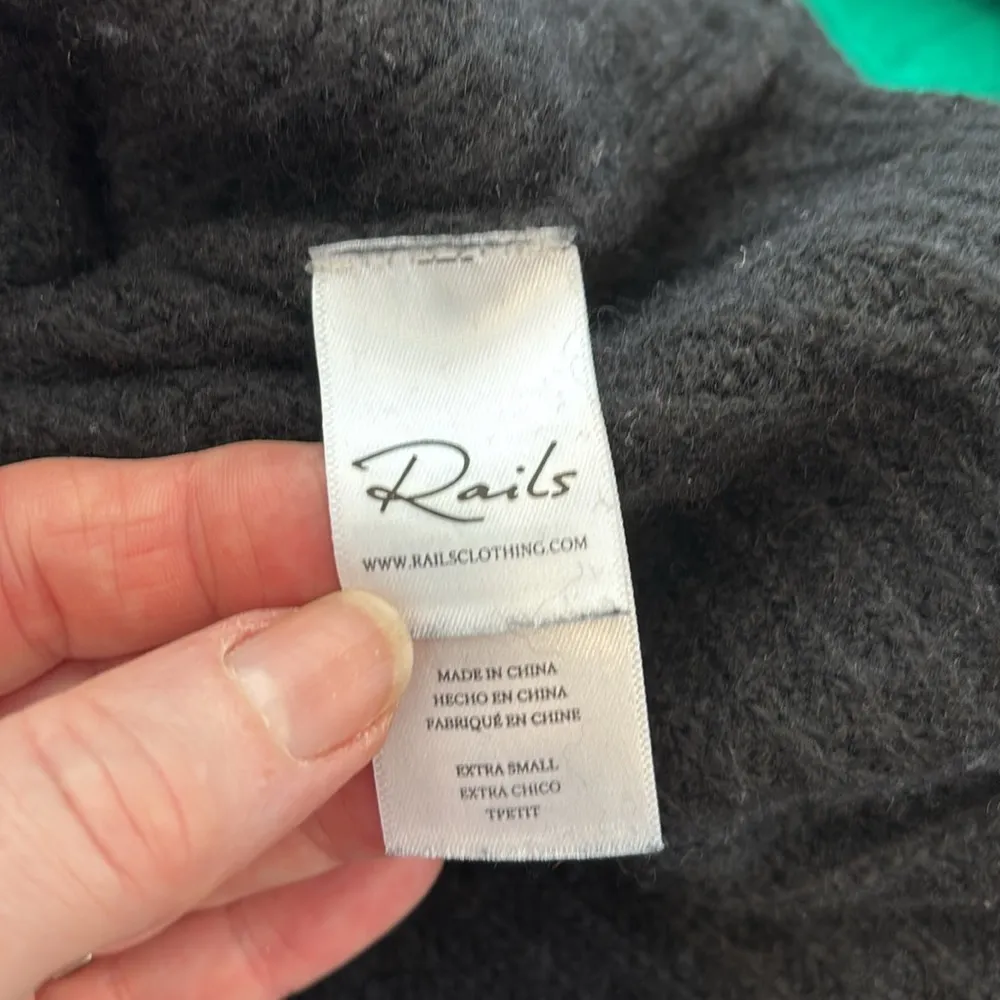 Rails
WWW.RAILSCLOTHING.COM
MADE IN CHINA
HECHO EN CHINA
FABRIQUÉ EN CHINE
EXTRA SMALL
EXTRA CHICO
TPETIT